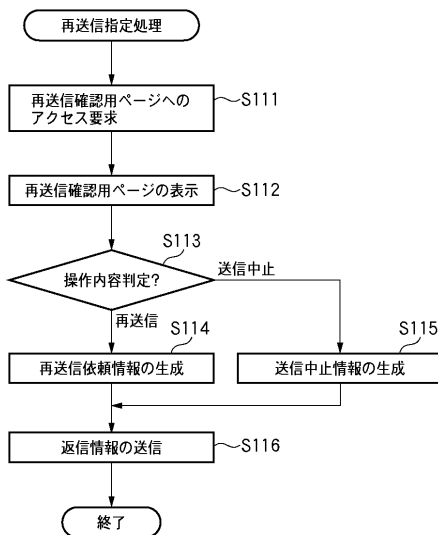 再送信指定処理
再送信確認用ページへの
アクセス要求
S111
再送信確認用ページの表示
S112
S113
操作内容判定?
送信中止
再送信
S114
S115
再送信依頼情報の生成
送信中止情報の生成
返信情報の送信
S116
終了